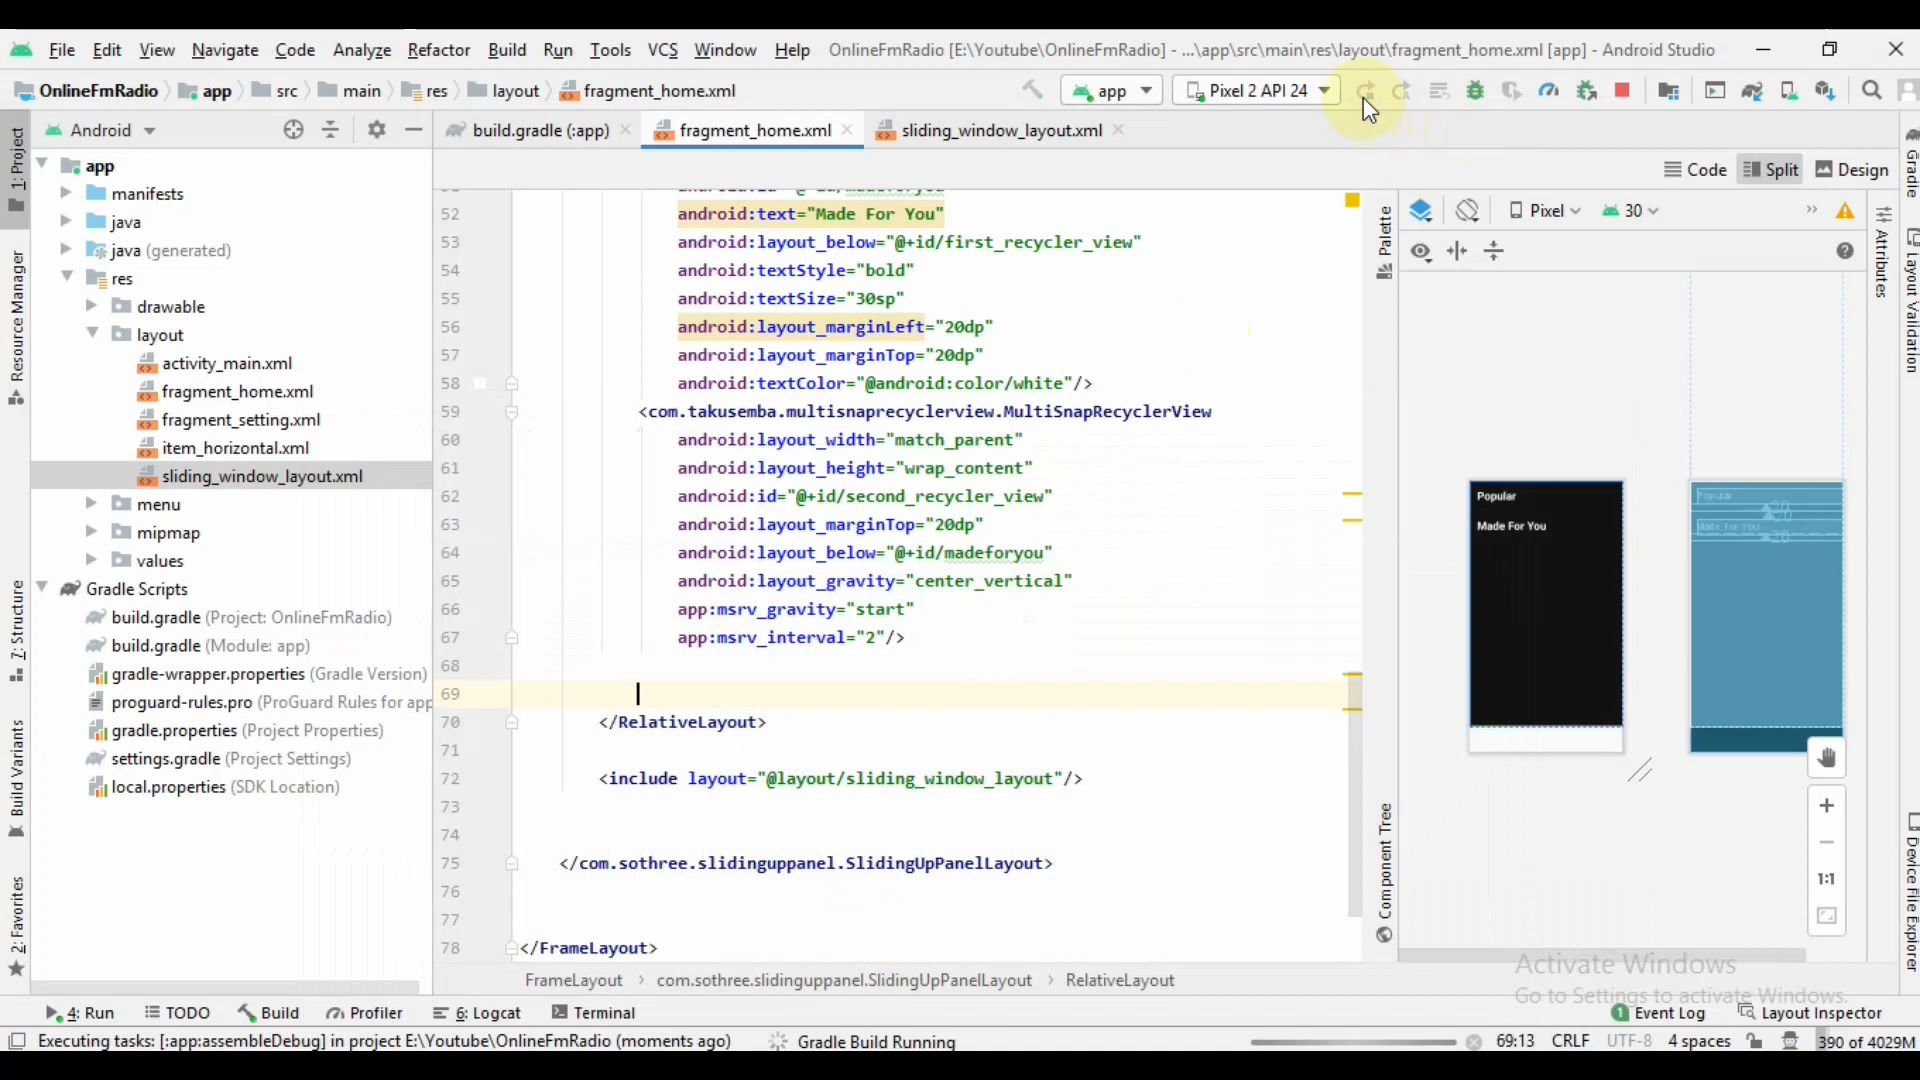 File Edit View Navigate Code Analyze Refactor Build Run Tools VCS Window Help OnlineFmRadio [E:\Youtube\OnlineFmRadio] - ...\app\src\main\res\layout\fragment_home.xml [app] - Android Studio
OnlineFmRadio app src main res layout fragment_home.xml app Pixel 2 API 24
Android build.gradle (:app) fragment_home.xml sliding_window_layout.xml
Code Split Design
1: Project
Resource Manager
7: Structure
Build Variants
2: Favorites
app
manifests
java
java (generated)
res
drawable
layout
activity_main.xml
fragment_home.xml
fragment_setting.xml
item_horizontal.xml
sliding_window_layout.xml
menu
mipmap
values
Gradle Scripts
build.gradle (Project: OnlineFmRadio)
build.gradle (Module: app)
gradle-wrapper.properties (Gradle Version)
proguard-rules.pro (ProGuard Rules for app
gradle.properties (Project Properties)
settings.gradle (Project Settings)
local.properties (SDK Location)
52 android:text="Made For You"
53 android:layout_below="@+id/first_recycler_view"
54 android:textStyle="bold"
55 android:textSize="30sp"
56 android:layout_marginLeft="20dp"
57 android:layout_marginTop="20dp"
58 android:textColor="@android:color/white"/>
59 <com.takusemba.multisnaprecyclerview.MultiSnapRecyclerView
60 android:layout_width="match_parent"
61 android:layout_height="wrap_content"
62 android:id="@+id/second_recycler_view"
63 android:layout_marginTop="20dp"
64 android:layout_below="@+id/madeforyou"
65 android:layout_gravity="center_vertical"
66 app:msrv_gravity="start"
67 app:msrv_interval="2"/>
68
69
70 </RelativeLayout>
71
72 <include layout="@layout/sliding_window_layout"/>
73
74
75 </com.sothree.slidinguppanel.SlidingUpPanelLayout>
76
77
78 </FrameLayout>
FrameLayout com.sothree.slidinguppanel.SlidingUpPanelLayout RelativeLayout
Palette
Component Tree
Pixel 30
Popular
Made For You
Popular
Made For You
20
20
1:1
Attributes
Gradle
Layout Validation
Device File Explorer
Activate Windows
Go to Settings to activate Windows.
4: Run TODO Build Profiler 6: Logcat Terminal 1 Event Log Layout Inspector
Executing tasks: [:app:assembleDebug] in project E:\Youtube\OnlineFmRadio (moments ago) Gradle Build Running 69:13 CRLF UTF-8 4 spaces 390 of 4029M